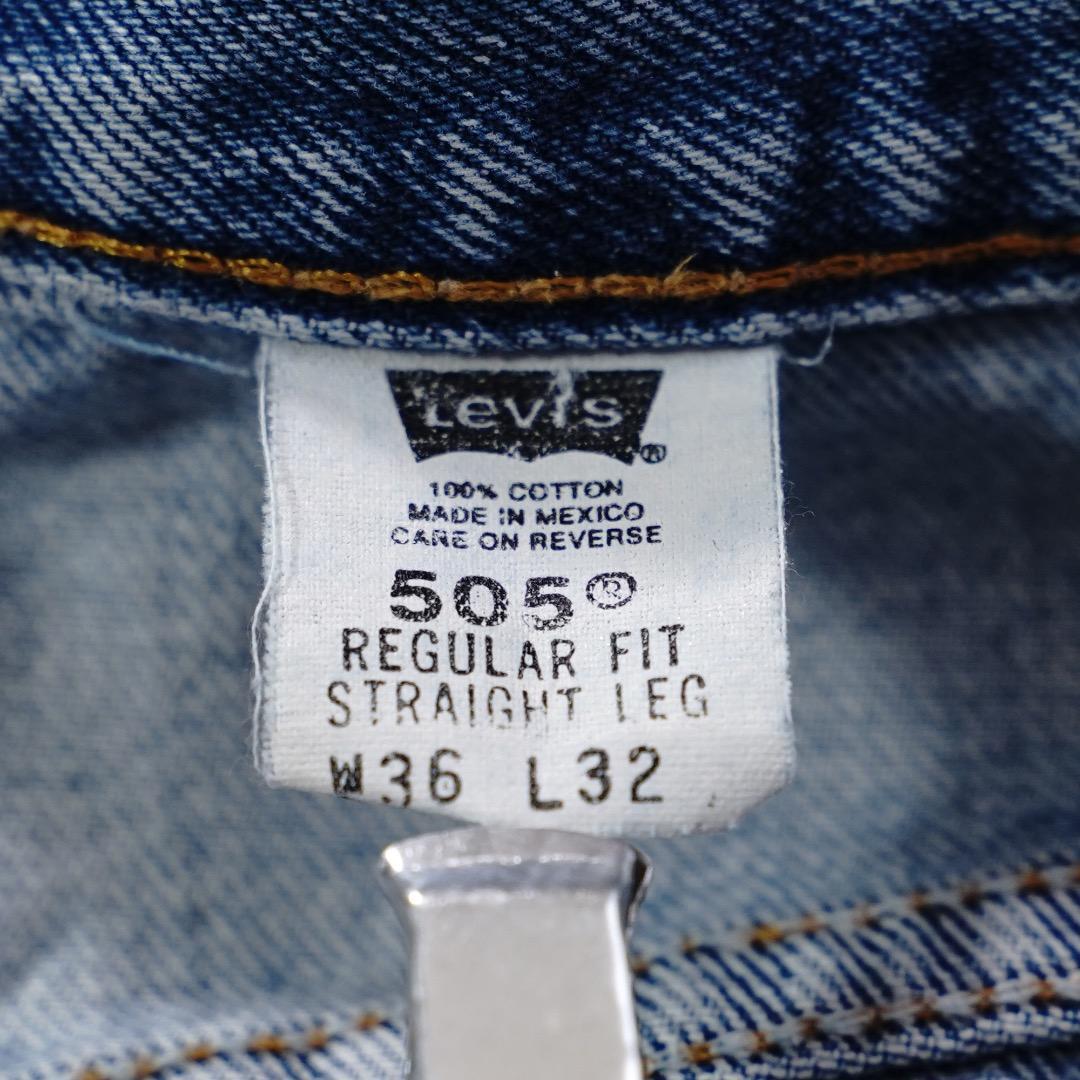 Levi's®
100% COTTON
MADE IN MEXICO
CARE ON REVERSE
505®
REGULAR FIT
STRAIGHT LEG
W36 L32